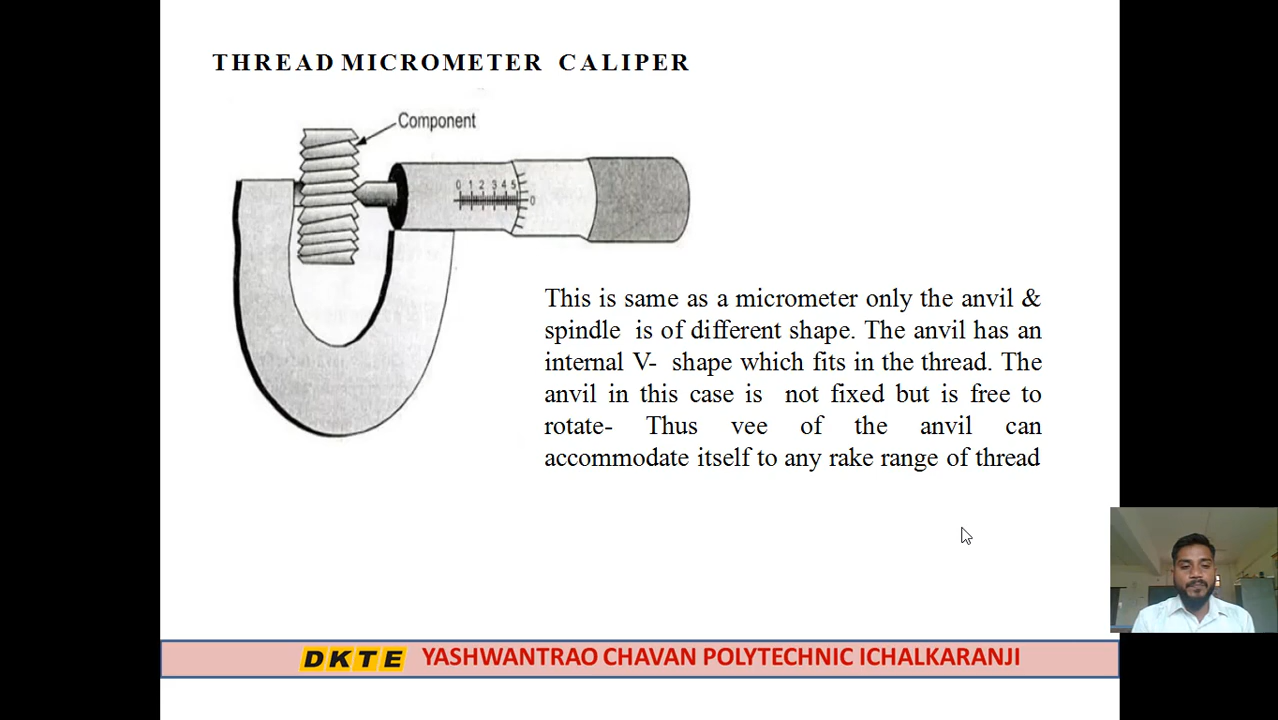 THREAD MICROMETER CALIPER
Component
0 1 2 3 4 5
0
This is same as a micrometer only the anvil &
spindle is of different shape. The anvil has an
internal V- shape which fits in the thread. The
anvil in this case is not fixed but is free to
rotate- Thus vee of the anvil can
accommodate itself to any rake range of thread
DKTE YASHWANTRAO CHAVAN POLYTECHNIC ICHALKARANJI